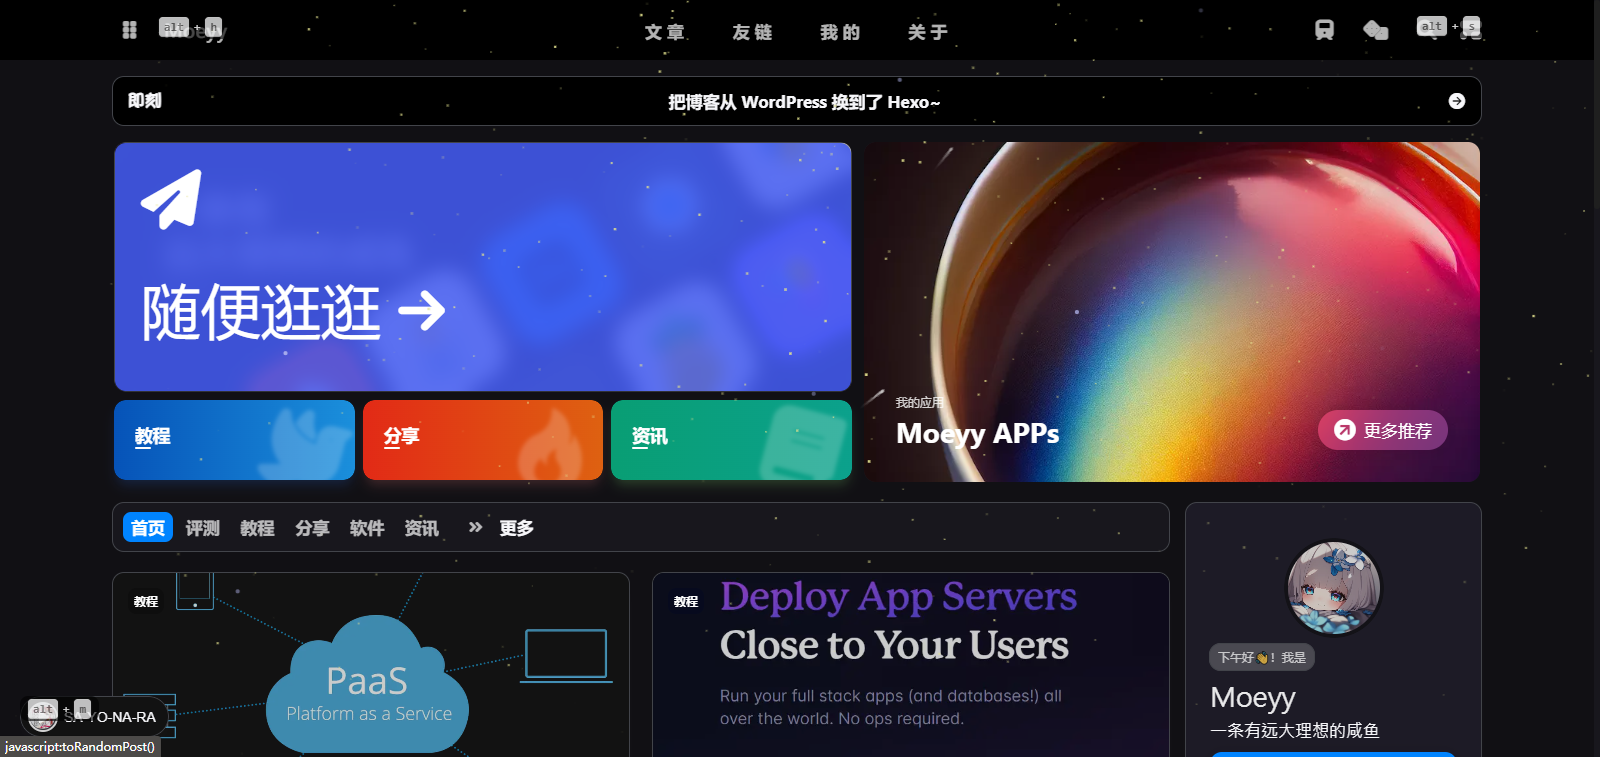 alt + h
Moeyy
文章 友链 我的 关于
alt + s
即刻
把博客从 WordPress 换到了 Hexo~
随便逛逛
教程
分享
资讯
我的应用
Moeyy APPs
更多推荐
首页 评测 教程 分享 软件 资讯 更多
教程
PaaS
Platform as a Service
教程
Deploy App Servers
Close to Your Users
Run your full stack apps (and databases!) all
over the world. No ops required.
下午好👋！我是
Moeyy
一条有远大理想的咸鱼
alt + m
SA-YO-NA-RA
javascript:toRandomPost()